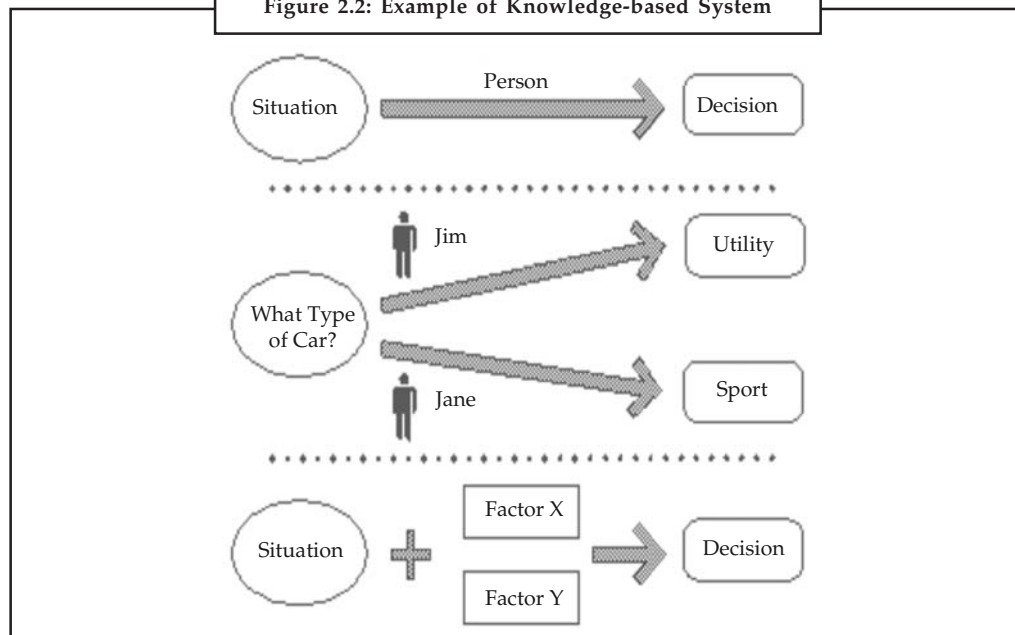 Figure 2.2: Example of Knowledge-based System
Situation
Person
Decision
Jim
Utility
What Type
of Car?
Jane
Sport
Situation
Factor X
Factor Y
Decision